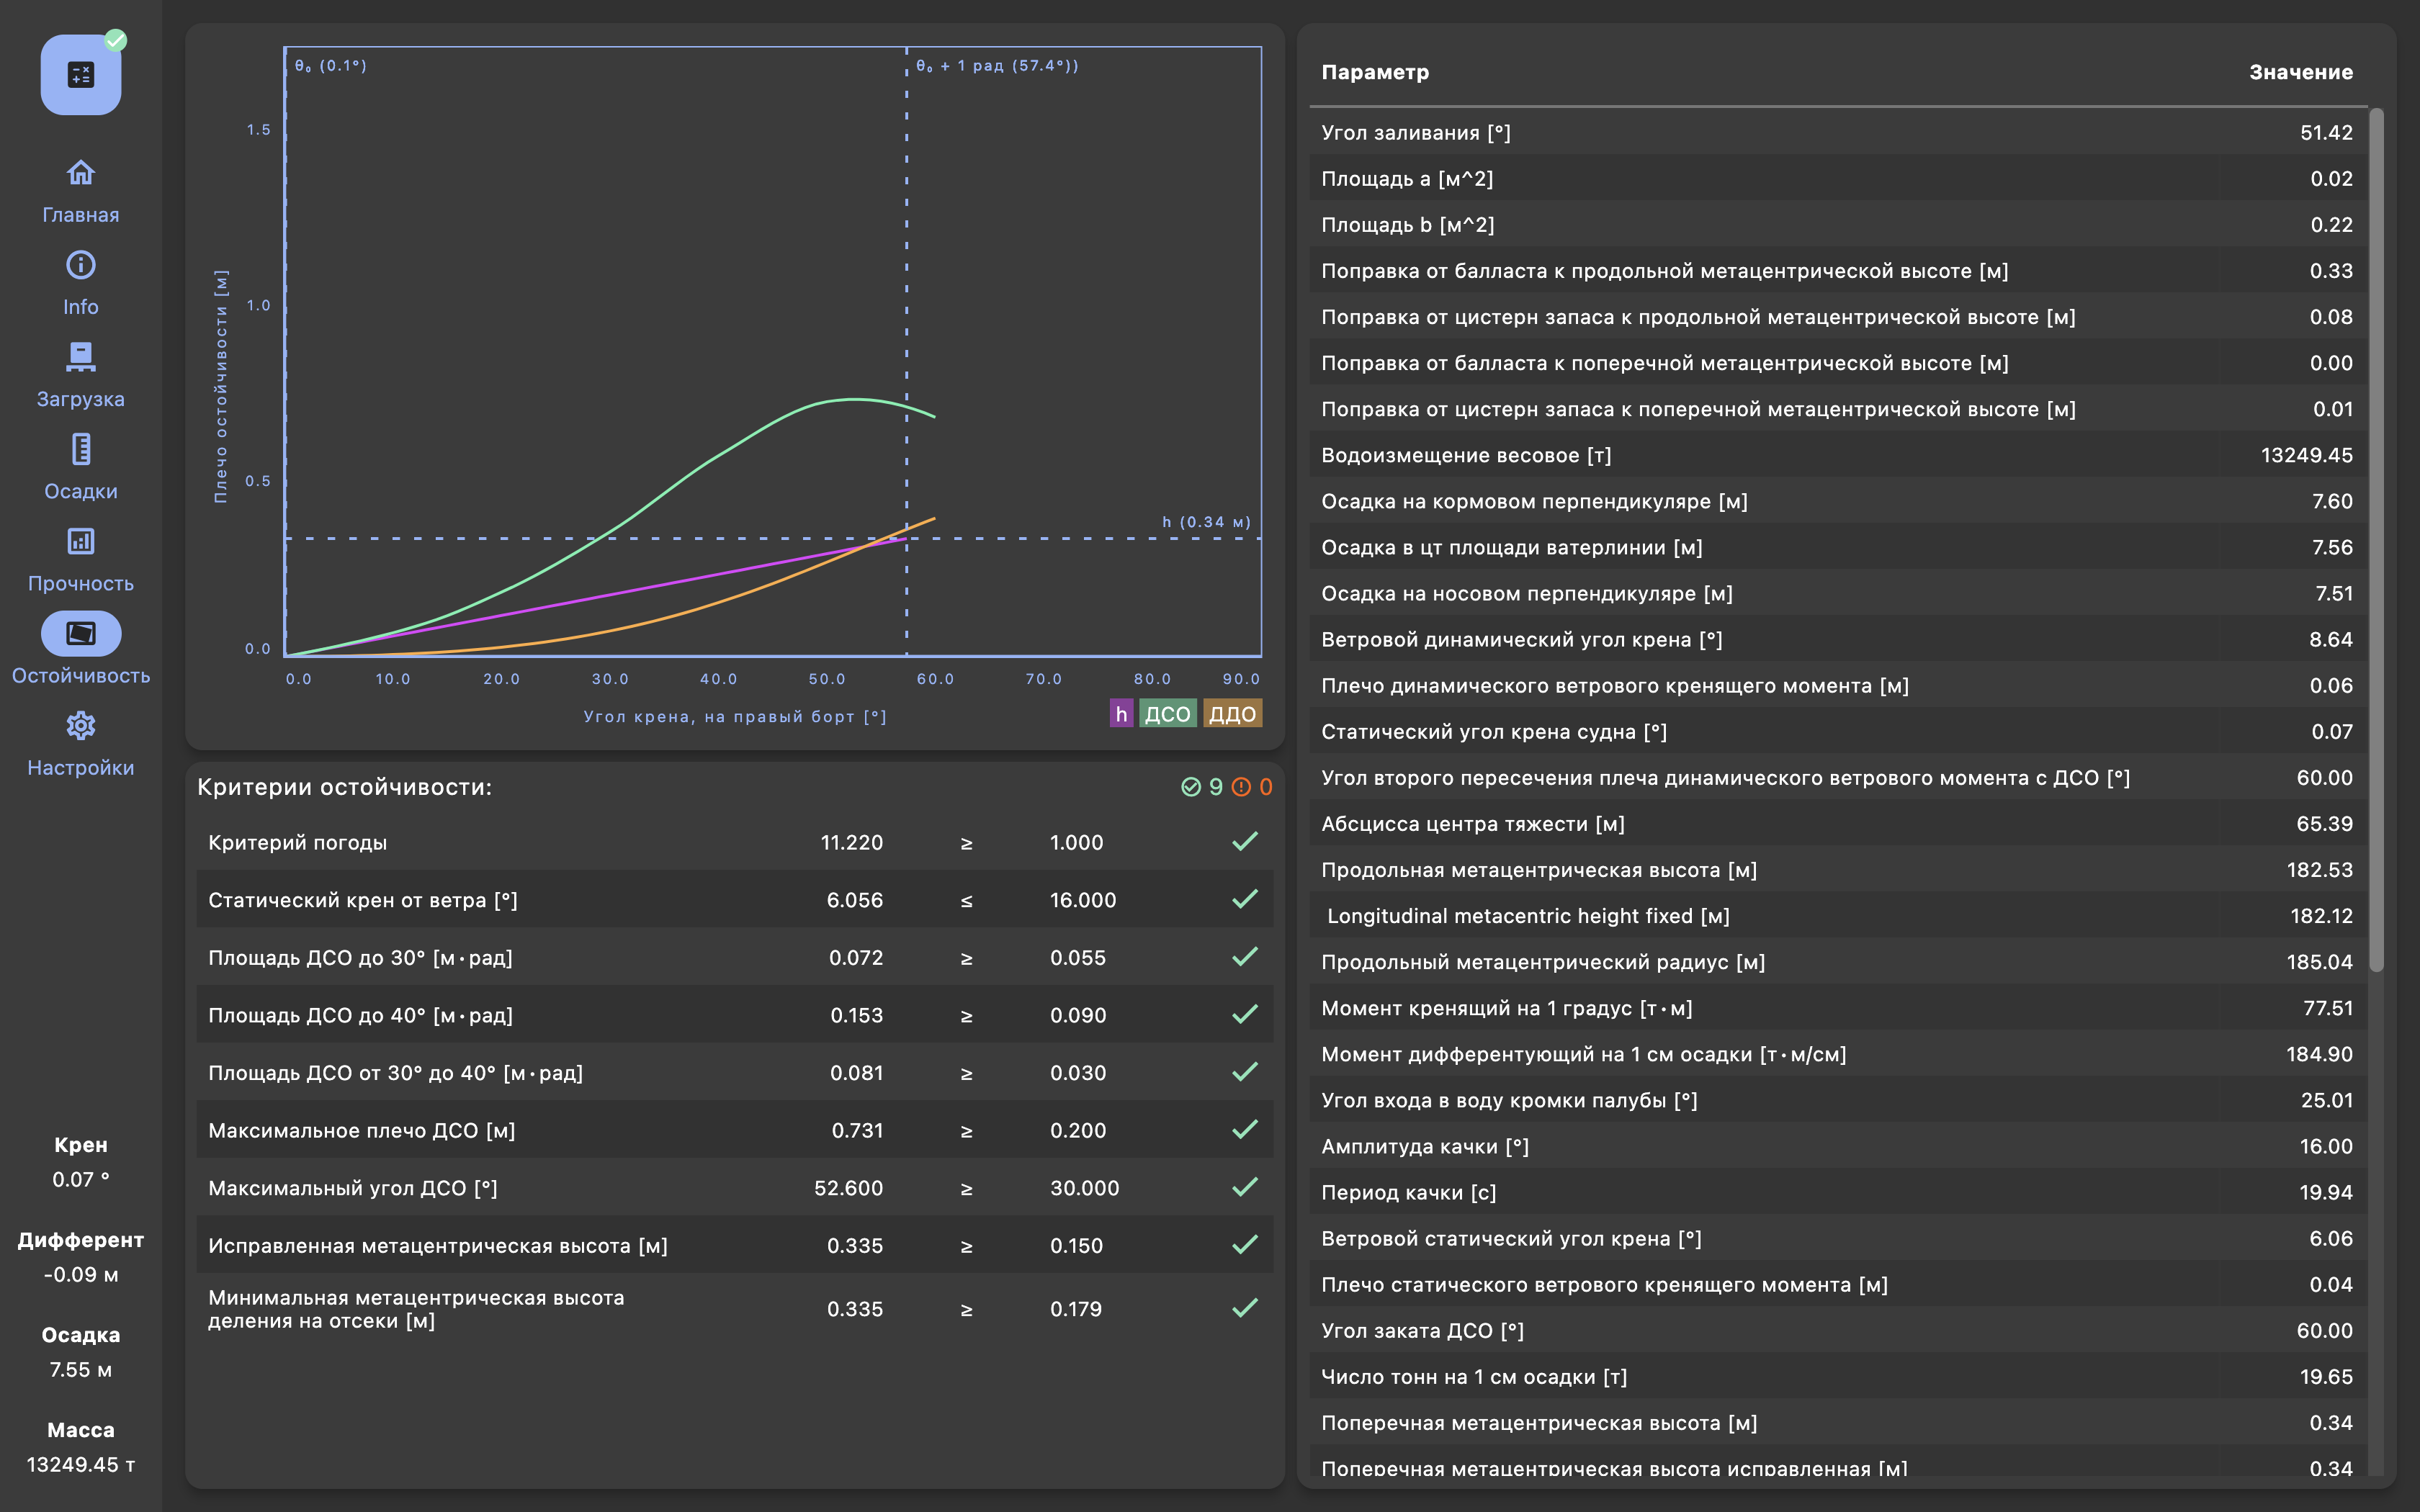 Главная
Info
Загрузка
Осадки
Прочность
Остойчивость
Настройки
Крен
0.07 °
Дифферент
-0.09 м
Осадка
7.55 м
Масса
13249.45 т
θ₀ (0.1°)
θ₀ + 1 рад (57.4°))
1.5
1.0
0.5
0.0
Плечо остойчивости [м]
h (0.34 м)
0.0 10.0 20.0 30.0 40.0 50.0 60.0 70.0 80.0 90.0
Угол крена, на правый борт [°]
h ДСО ДДО
Критерии остойчивости: 9 0
Критерий погоды 11.220 ≥ 1.000
Статический крен от ветра [°] 6.056 ≤ 16.000
Площадь ДСО до 30° [м·рад] 0.072 ≥ 0.055
Площадь ДСО до 40° [м·рад] 0.153 ≥ 0.090
Площадь ДСО от 30° до 40° [м·рад] 0.081 ≥ 0.030
Максимальное плечо ДСО [м] 0.731 ≥ 0.200
Максимальный угол ДСО [°] 52.600 ≥ 30.000
Исправленная метацентрическая высота [м] 0.335 ≥ 0.150
Минимальная метацентрическая высота
деления на отсеки [м] 0.335 ≥ 0.179
Параметр Значение
Угол заливания [°] 51.42
Площадь a [м^2] 0.02
Площадь b [м^2] 0.22
Поправка от балласта к продольной метацентрической высоте [м] 0.33
Поправка от цистерн запаса к продольной метацентрической высоте [м] 0.08
Поправка от балласта к поперечной метацентрической высоте [м] 0.00
Поправка от цистерн запаса к поперечной метацентрической высоте [м] 0.01
Водоизмещение весовое [т] 13249.45
Осадка на кормовом перпендикуляре [м] 7.60
Осадка в цт площади ватерлинии [м] 7.56
Осадка на носовом перпендикуляре [м] 7.51
Ветровой динамический угол крена [°] 8.64
Плечо динамического ветрового кренящего момента [м] 0.06
Статический угол крена судна [°] 0.07
Угол второго пересечения плеча динамического ветрового момента с ДСО [°] 60.00
Абсцисса центра тяжести [м] 65.39
Продольная метацентрическая высота [м] 182.53
Longitudinal metacentric height fixed [м] 182.12
Продольный метацентрический радиус [м] 185.04
Момент кренящий на 1 градус [т·м] 77.51
Момент дифферентующий на 1 см осадки [т·м/см] 184.90
Угол входа в воду кромки палубы [°] 25.01
Амплитуда качки [°] 16.00
Период качки [с] 19.94
Ветровой статический угол крена [°] 6.06
Плечо статического ветрового кренящего момента [м] 0.04
Угол заката ДСО [°] 60.00
Число тонн на 1 см осадки [т] 19.65
Поперечная метацентрическая высота [м] 0.34
Поперечная метацентрическая высота исправленная [м] 0.34